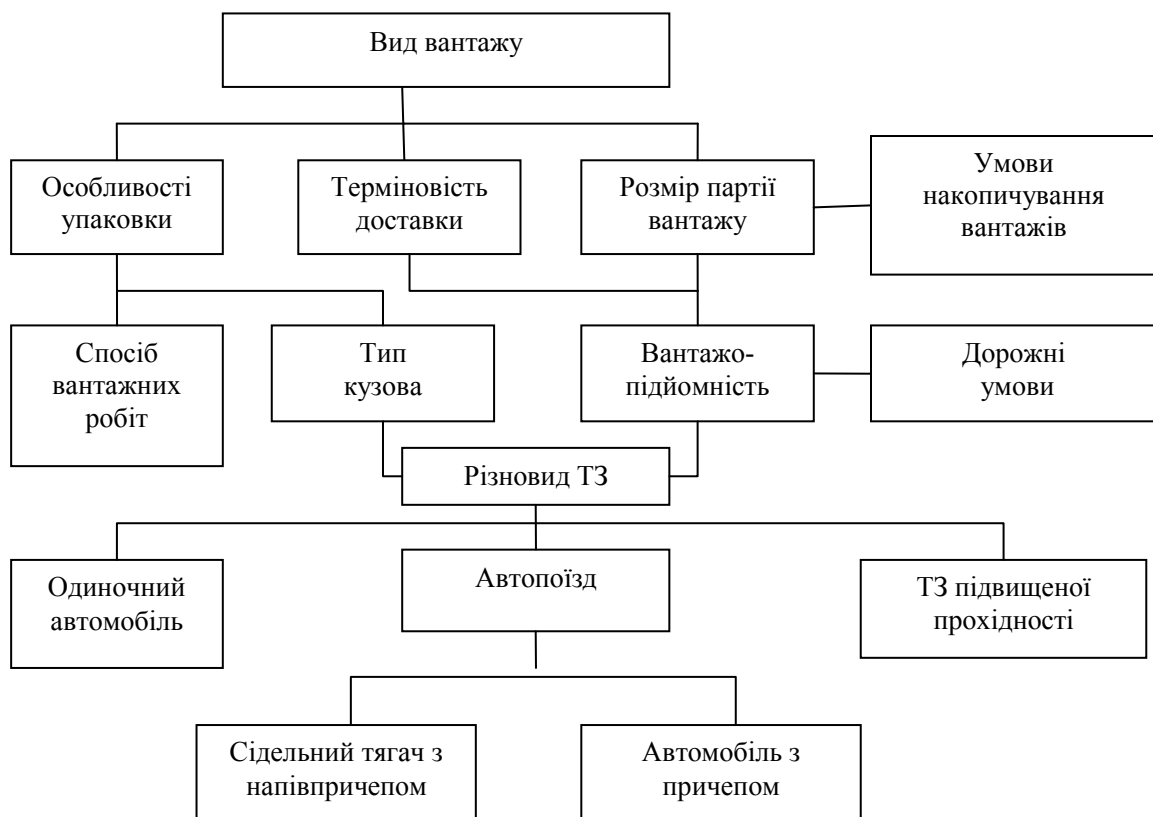 Вид вантажу
Особливості
упаковки
Терміновість
доставки
Розмір партії
вантажу
Умови
накопичування
вантажів
Спосіб
вантажних
робіт
Тип
кузова
Вантажо-
підйомність
Дорожні
умови
Різновид ТЗ
Одиночний
автомобіль
Автопоїзд
ТЗ підвищеної
прохідності
Сідельний тягач з
напівпричепом
Автомобіль з
причепом